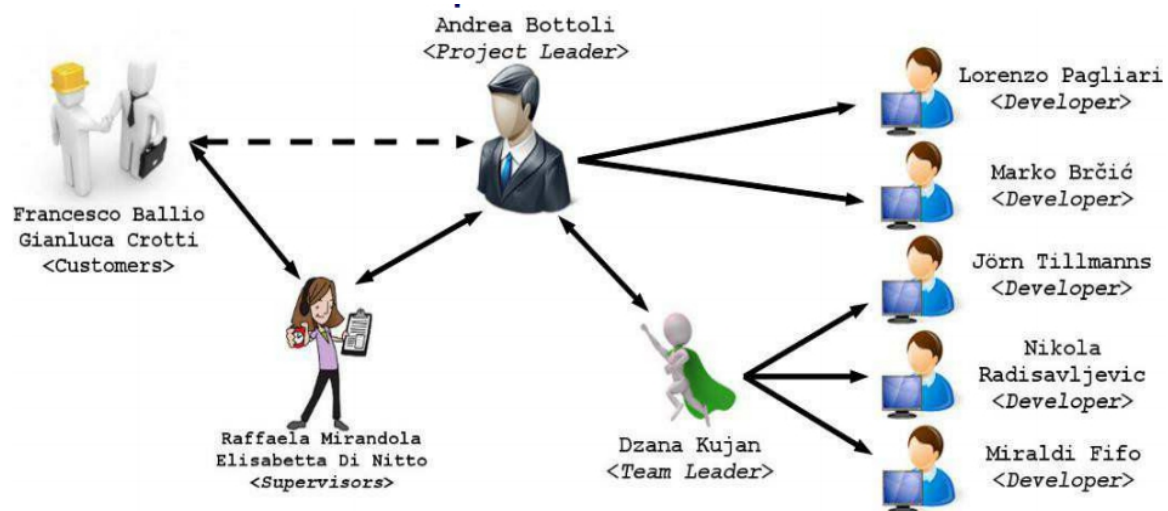 Andrea Bottoli
<Project Leader>
Francesco Ballio
Gianluca Crotti
<Customers>
Raffaela Mirandola
Elisabetta Di Nitto
<Supervisors>
Dzana Kujan
<Team Leader>
Lorenzo Pagliari
<Developer>
Marko Brčić
<Developer>
Jörn Tillmanns
<Developer>
Nikola
Radisavljevic
<Developer>
Miraldi Fifo
<Developer>